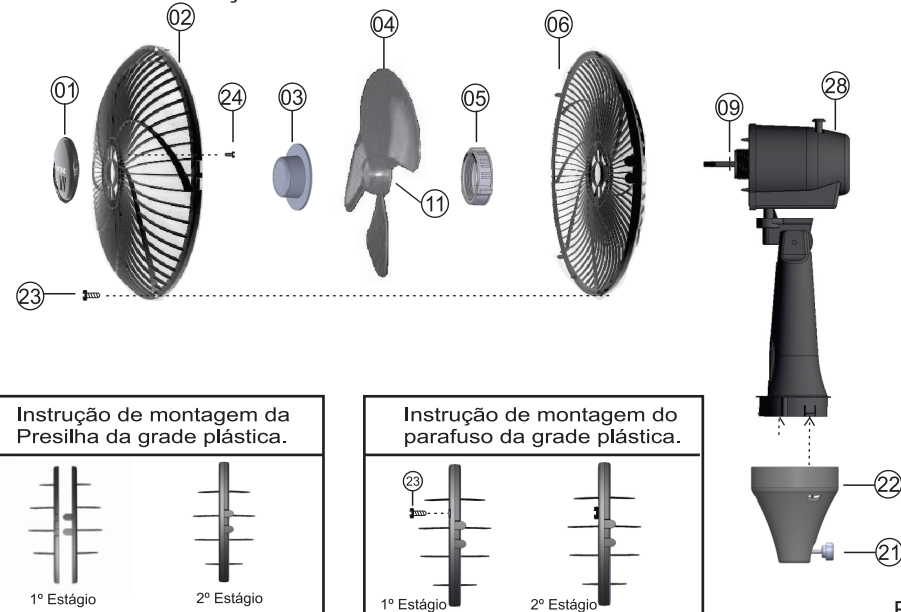 02
04
06
01
24
03
05
09
28
11
23
Instrução de montagem da
Presilha da grade plástica.
1º Estágio
2º Estágio
Instrução de montagem do
parafuso da grade plástica.
23
1º Estágio
2º Estágio
22
21